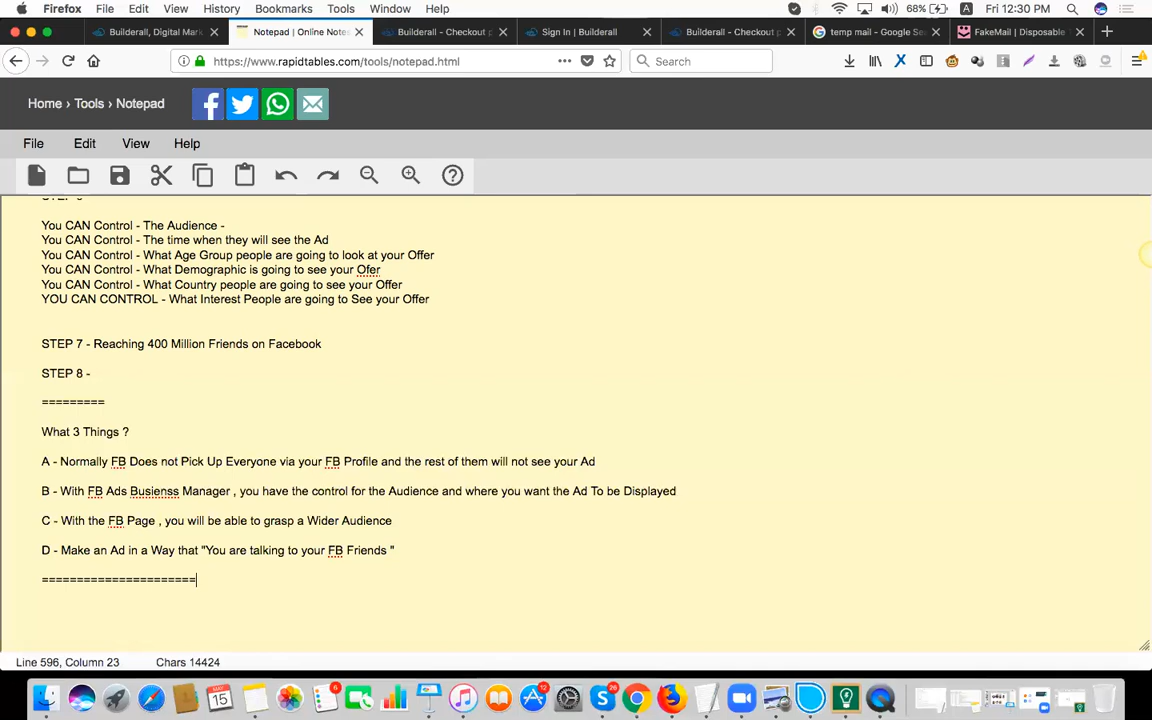 Firefox File Edit View History Bookmarks Tools Window Help 68% A Fri 12:30 PM
Builderall, Digital Mark
Notepad | Online Notes
Builderall - Checkout p
Sign In | Builderall
Builderall - Checkout p
temp mail - Google Sea
FakeMail | Disposable
https://www.rapidtables.com/tools/notepad.html
Search
Home › Tools › Notepad
File Edit View Help
You CAN Control - The Audience -
You CAN Control - The time when they will see the Ad
You CAN Control - What Age Group people are going to look at your Offer
You CAN Control - What Demographic is going to see your Ofer
You CAN Control - What Country people are going to see your Offer
YOU CAN CONTROL - What Interest People are going to See your Offer
STEP 7 - Reaching 400 Million Friends on Facebook
STEP 8 -
=========
What 3 Things ?
A - Normally FB Does not Pick Up Everyone via your FB Profile and the rest of them will not see your Ad
B - With FB Ads Busienss Manager , you have the control for the Audience and where you want the Ad To be Displayed
C - With the FB Page , you will be able to grasp a Wider Audience
D - Make an Ad in a Way that "You are talking to your FB Friends "
======================
Line 596, Column 23 Chars 14424
MAY
15